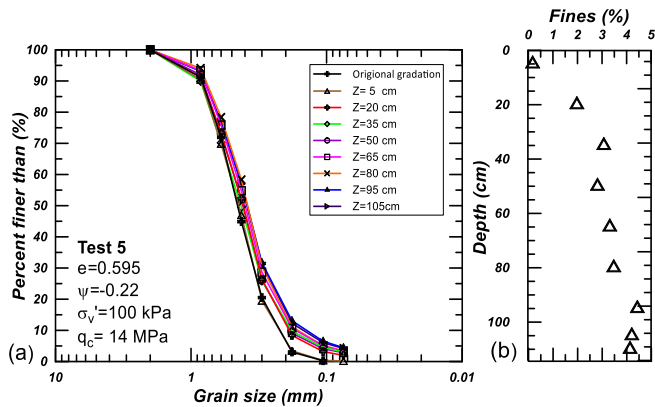 Fines (%)
0 1 2 3 4 5
(a)
100
90
80
70
60
50
40
30
20
10
0
Percent finer than (%)
Origional gradation
Z= 5 cm
Z=20 cm
Z=35 cm
Z=50 cm
Z=65 cm
Z=80 cm
Z=95 cm
Z=105cm
Test 5
e=0.595
ψ=-0.22
σv'=100 kPa
qc= 14 MPa
10 1 0.1 0.01
Grain size (mm)
(b)
0
20
40
60
80
100
Depth (cm)